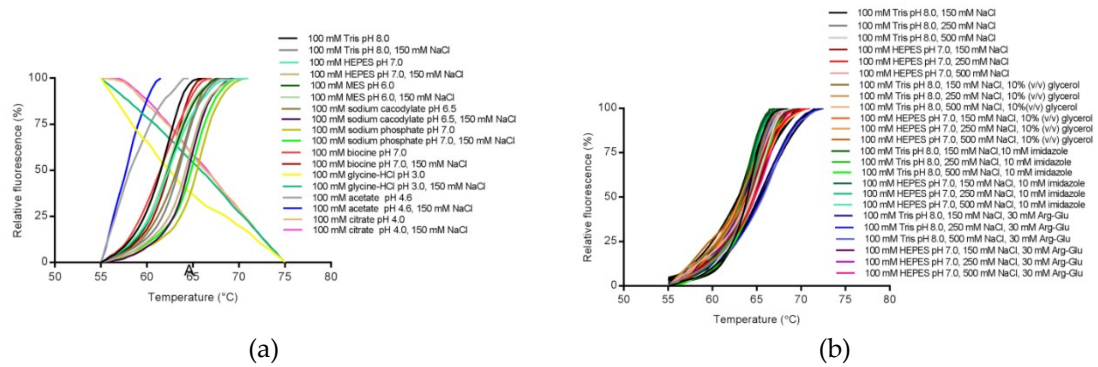 100 mM Tris pH 8.0
100 mM Tris pH 8.0, 150 mM NaCl
100 mM HEPES pH 7.0
100 mM HEPES pH 7.0, 150 mM NaCl
100 mM MES pH 6.0
100 mM MES pH 6.0, 150 mM NaCl
100 mM sodium cacodylate pH 6.5
100 mM sodium cacodylate pH 6.5, 150 mM NaCl
100 mM sodium phosphate pH 7.0
100 mM sodium phosphate pH 7.0, 150 mM NaCl
100 mM biocine pH 7.0
100 mM biocine pH 7.0, 150 mM NaCl
100 mM glycine-HCl pH 3.0
100 mM glycine-HCl pH 3.0, 150 mM NaCl
100 mM acetate pH 4.6
100 mM acetate pH 4.6, 150 mM NaCl
100 mM citrate pH 4.0
100 mM citrate pH 4.0, 150 mM NaCl
Relative fluorescence (%)
100
75
50
25
0
50 55 60 65 70 75 80
A
Temperature (°C)
(a)
100 mM Tris pH 8.0, 150 mM NaCl
100 mM Tris pH 8.0, 250 mM NaCl
100 mM Tris pH 8.0, 500 mM NaCl
100 mM HEPES pH 7.0, 150 mM NaCl
100 mM HEPES pH 7.0, 250 mM NaCl
100 mM HEPES pH 7.0, 500 mM NaCl
100 mM Tris pH 8.0, 150 mM NaCl, 10% (v/v) glycerol
100 mM Tris pH 8.0, 250 mM NaCl, 10% (v/v) glycerol
100 mM Tris pH 8.0, 500 mM NaCl, 10%(v/v) glycerol
100 mM HEPES pH 7.0, 150 mM NaCl, 10% (v/v) glycerol
100 mM HEPES pH 7.0, 250 mM NaCl, 10% (v/v) glycerol
100 mM HEPES pH 7.0, 500 mM NaCl, 10% (v/v) glycerol
100 mM Tris pH 8.0, 150 mM NaCl,10 mM imidazole
100 mM Tris pH 8.0, 250 mM NaCl, 10 mM imidazole
100 mM Tris pH 8.0, 500 mM NaCl, 10 mM imidazole
100 mM HEPES pH 7.0, 150 mM NaCl, 10 mM imidazole
100 mM HEPES pH 7.0, 250 mM NaCl, 10 mM imidazole
100 mM HEPES pH 7.0, 500 mM NaCl, 10 mM imidazole
100 mM Tris pH 8.0, 150 mM NaCl, 30 mM Arg-Glu
100 mM Tris pH 8.0, 250 mM NaCl, 30 mM Arg-Glu
100 mM Tris pH 8.0, 500 mM NaCl, 30 mM Arg-Glu
100 mM HEPES pH 7.0, 150 mM NaCl, 30 mM Arg-Glu
100 mM HEPES pH 7.0, 250 mM NaCl, 30 mM Arg-Glu
100 mM HEPES pH 7.0, 500 mM NaCl, 30 mM Arg-Glu
Relative fluorescence (%)
100
75
50
25
0
50 55 60 65 70 75 80
Temperature (°C)
(b)